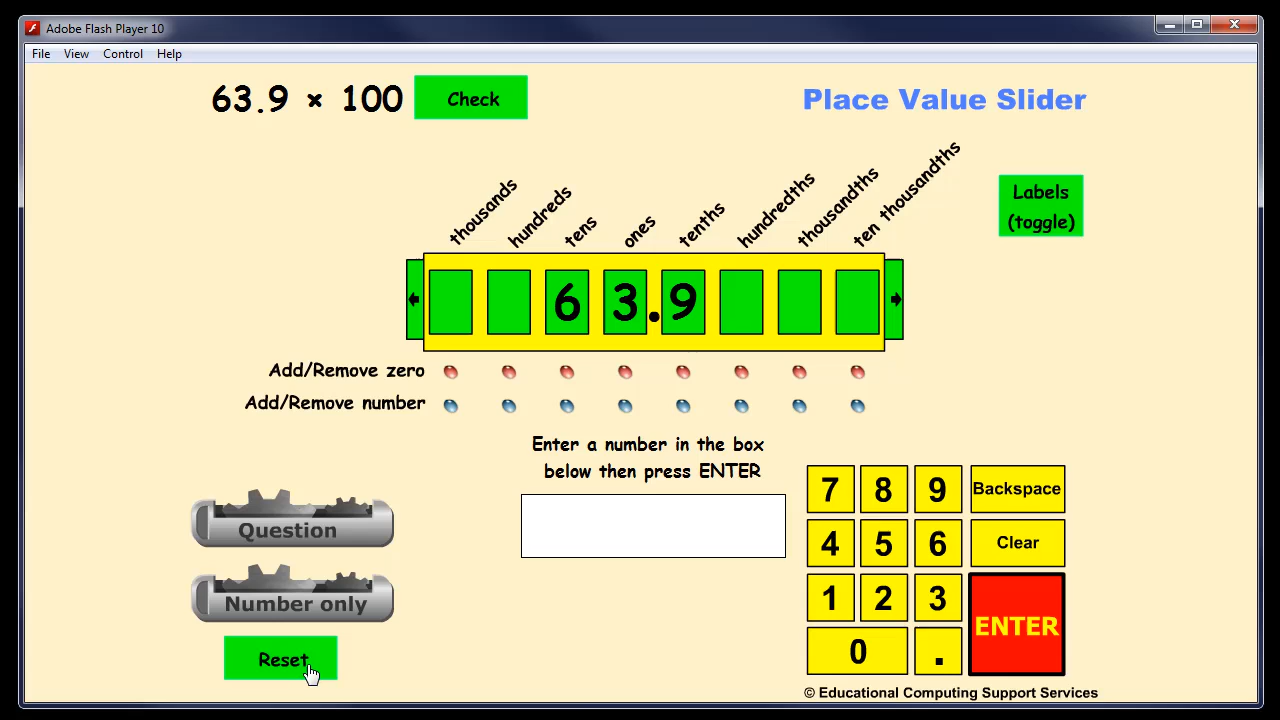 Adobe Flash Player 10
File View Control Help
63.9 × 100 Check
Place Value Slider
thousands hundreds tens ones tenths hundredths thousandths ten thousandths
Labels
(toggle)
6 3.9
Add/Remove zero
Add/Remove number
Enter a number in the box
below then press ENTER
7 8 9 Backspace
Question
4 5 6 Clear
Number only
1 2 3
ENTER
0 .
Reset
© Educational Computing Support Services